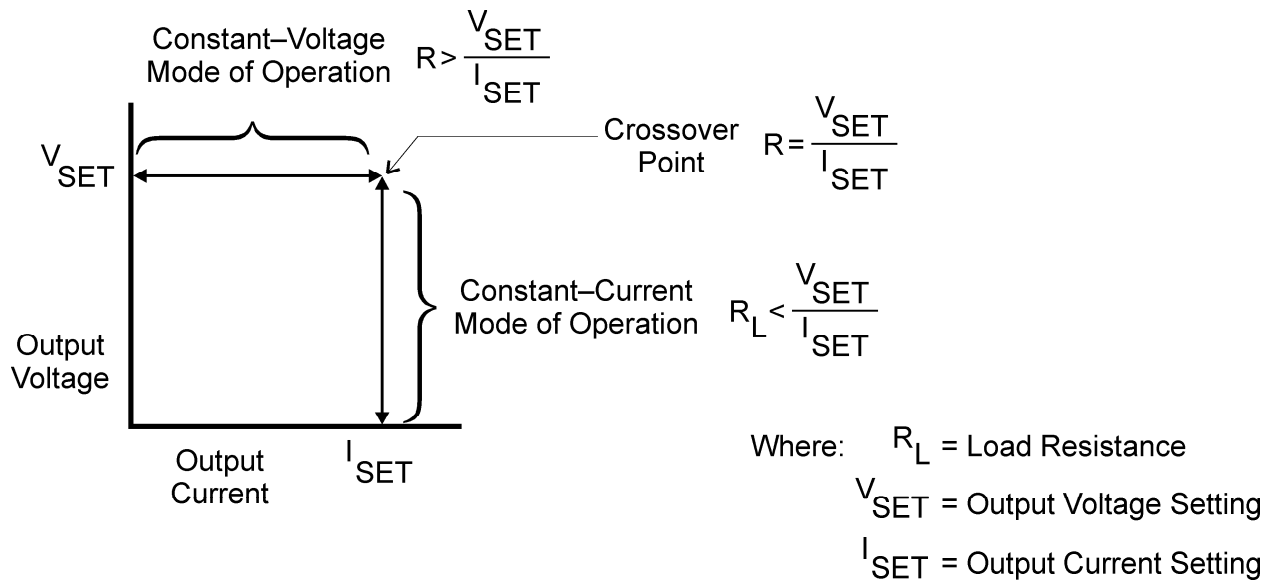 Constant–Voltage
Mode of Operation
R > VSET / ISET
Crossover
Point
R = VSET / ISET
VSET
Constant–Current
Mode of Operation
RL < VSET / ISET
Output
Voltage
Output
Current
ISET
Where: RL = Load Resistance
VSET = Output Voltage Setting
ISET = Output Current Setting